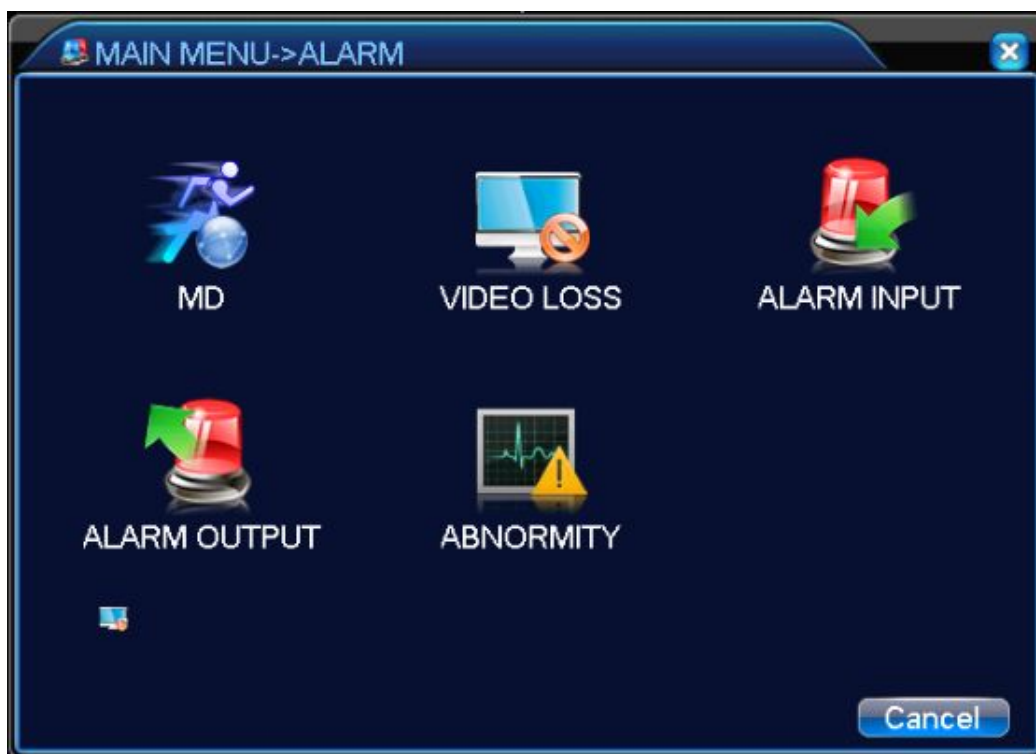 MAIN MENU->ALARM
MD
VIDEO LOSS
ALARM INPUT
ALARM OUTPUT
ABNORMITY
Cancel